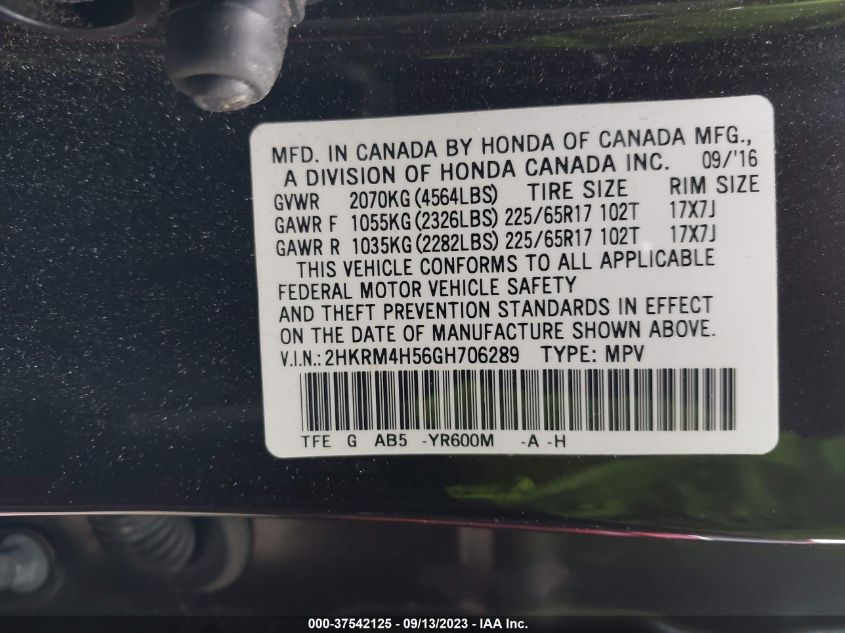 MFD. IN CANADA BY HONDA OF CANADA MFG.,
A DIVISION OF HONDA CANADA INC. 09/'16
GVWR 2070KG (4564LBS) TIRE SIZE RIM SIZE
GAWR F 1055KG (2326LBS) 225/65R17 102T 17X7J
GAWR R 1035KG (2282LBS) 225/65R17 102T 17X7J
THIS VEHICLE CONFORMS TO ALL APPLICABLE
FEDERAL MOTOR VEHICLE SAFETY
AND THEFT PREVENTION STANDARDS IN EFFECT
ON THE DATE OF MANUFACTURE SHOWN ABOVE.
V.I.N.: 2HKRM4H56GH706289 TYPE: MPV
TFE G AB5 -YR600M -A -H
000-37542125 - 09/13/2023 - IAA Inc.